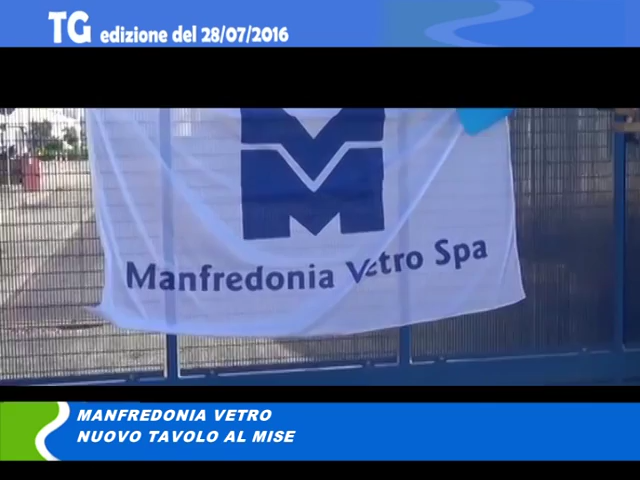 TG edizione del 28/07/2016
Manfredonia Vetro Spa
MANFREDONIA VETRO
NUOVO TAVOLO AL MISE